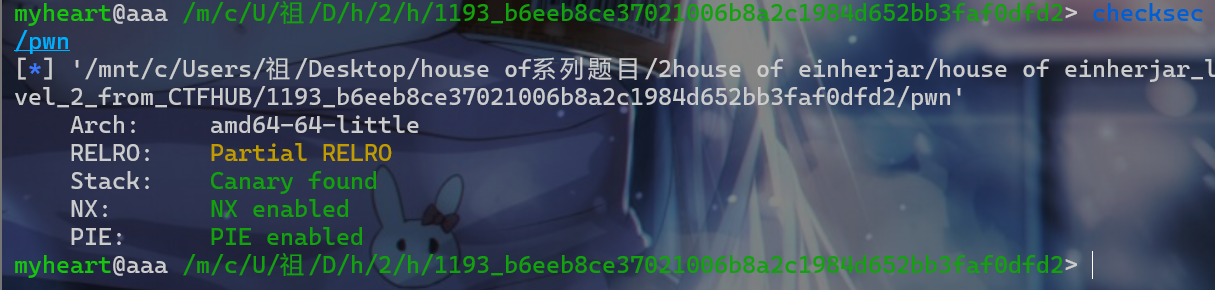 myheart@aaa /m/c/U/祖/D/h/2/h/1193_b6eeb8ce37021006b8a2c1984d652bb3faf0dfd2> checksec
/pwn
[*] '/mnt/c/Users/祖/Desktop/house of系列题目/2house of einherjar/house of einherjar_l
vel_2_from_CTFHUB/1193_b6eeb8ce37021006b8a2c1984d652bb3faf0dfd2/pwn'
Arch: amd64-64-little
RELRO: Partial RELRO
Stack: Canary found
NX: NX enabled
PIE: PIE enabled
myheart@aaa /m/c/U/祖/D/h/2/h/1193_b6eeb8ce37021006b8a2c1984d652bb3faf0dfd2>